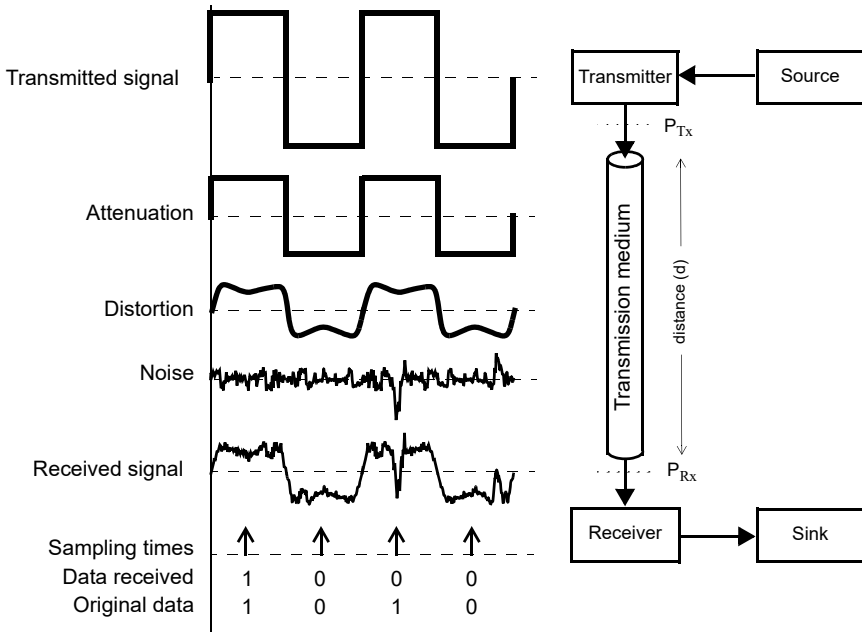 Transmitted signal
Attenuation
Distortion
Noise
Received signal
Sampling times
Data received 1 0 0 0
Original data 1 0 1 0
Transmitter
Source
P_Tx
Transmission medium
distance (d)
P_Rx
Receiver
Sink